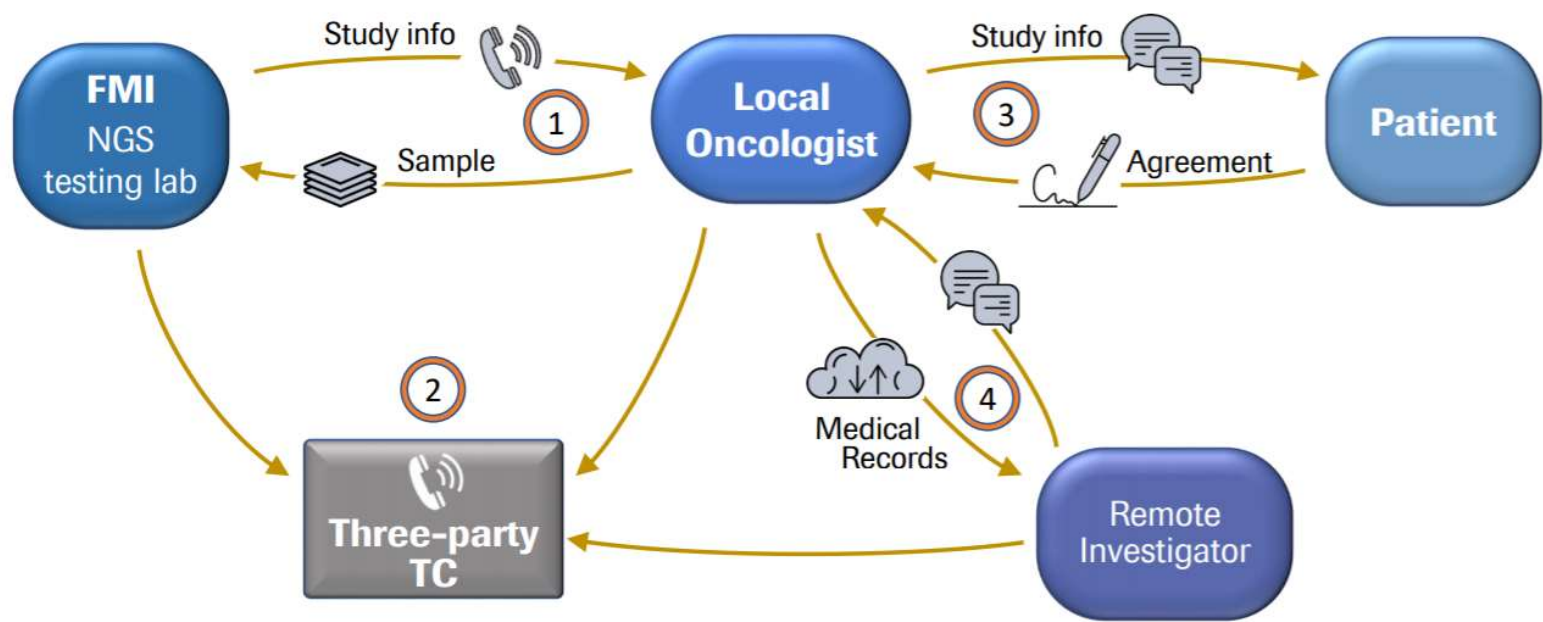 Study info
FMI
NGS
testing lab
1
Sample
Local
Oncologist
Study info
3
Agreement
Patient
2
Three-party
TC
Medical
Records
4
Remote
Investigator